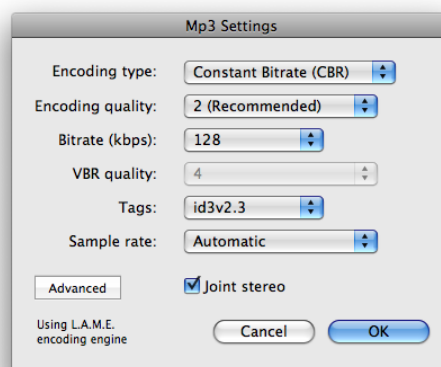 Mp3 Settings
Encoding type: Constant Bitrate (CBR)
Encoding quality: 2 (Recommended)
Bitrate (kbps): 128
VBR quality: 4
Tags: id3v2.3
Sample rate: Automatic
Advanced Joint stereo
Using L.A.M.E.
encoding engine
Cancel OK